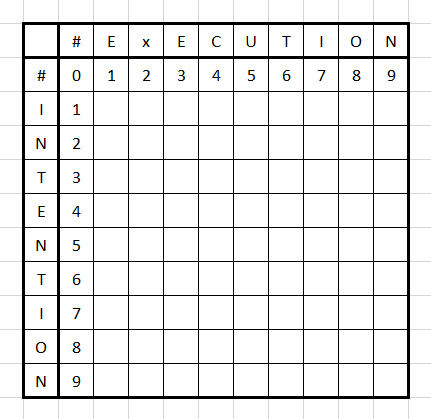 # E x E C U T I O N
# 0 1 2 3 4 5 6 7 8 9
I 1
N 2
T 3
E 4
N 5
T 6
I 7
O 8
N 9